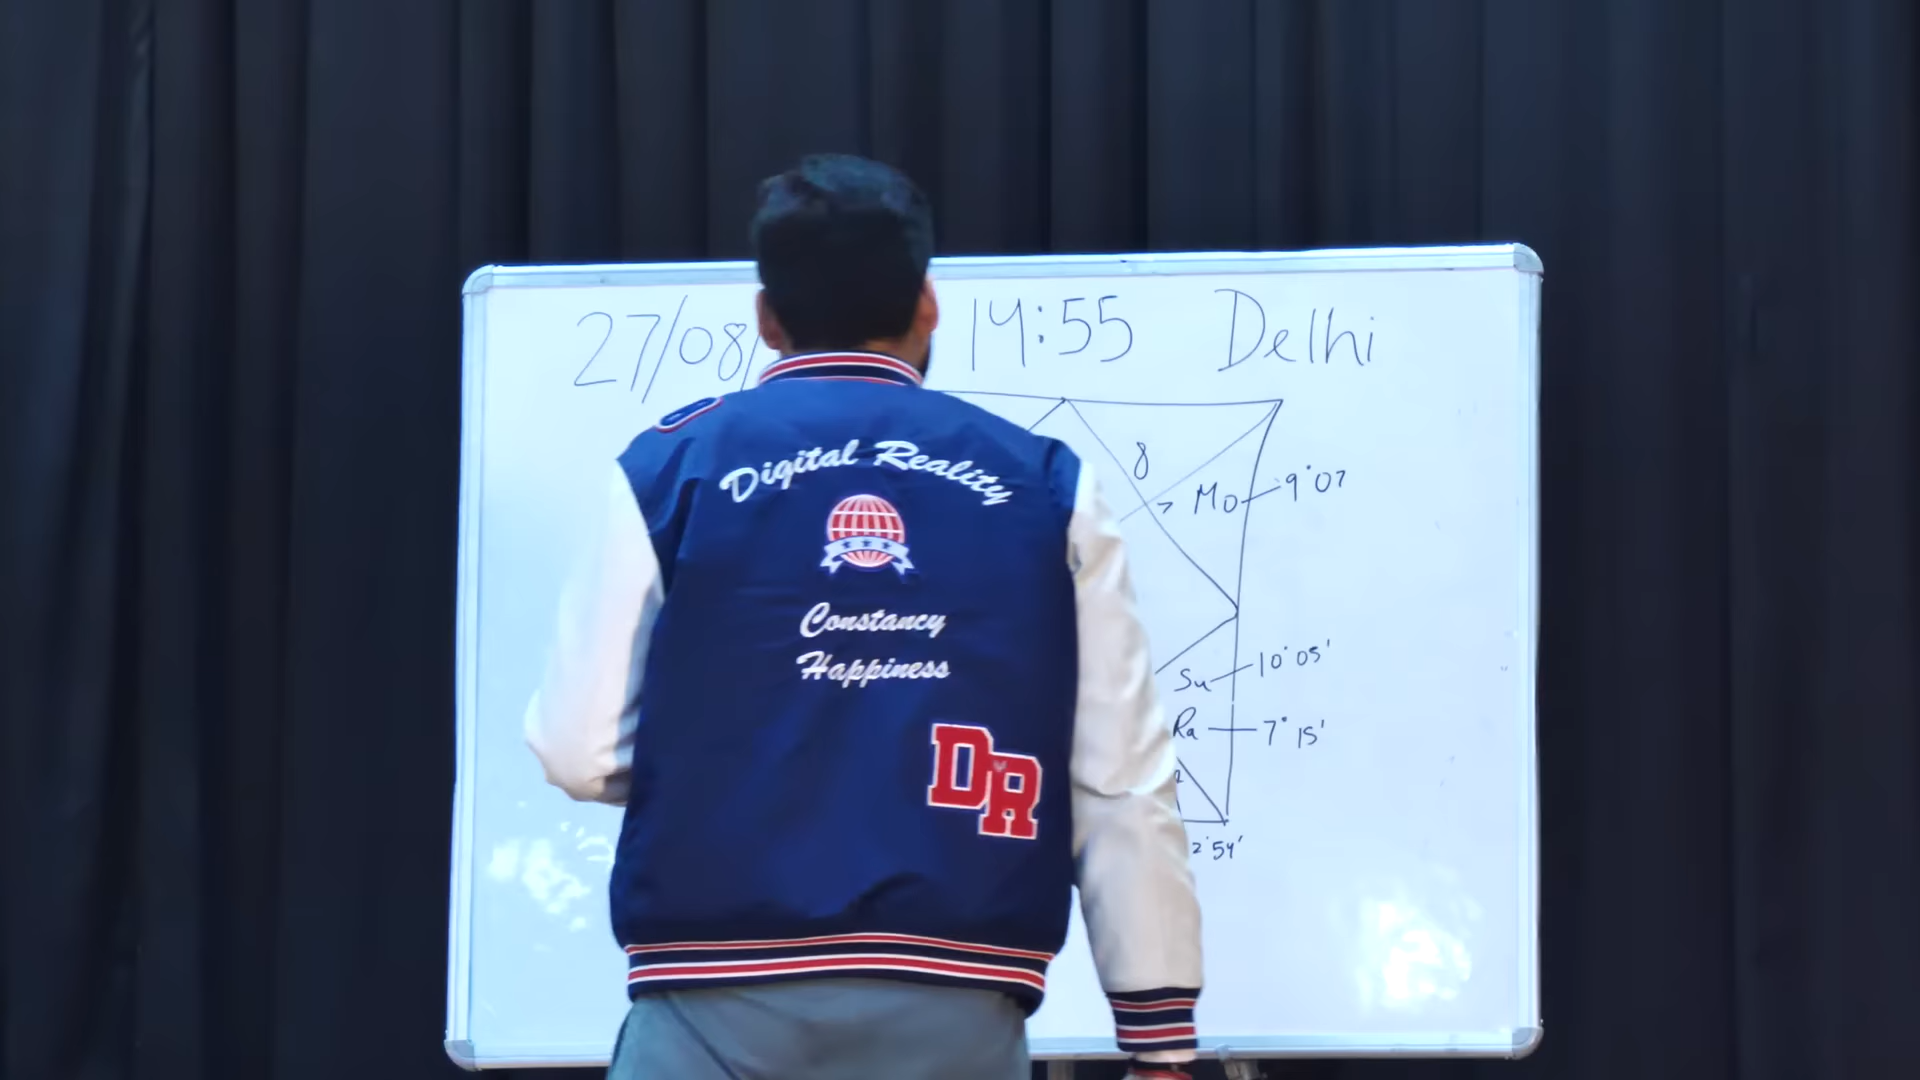 27/08/ 14:55 Delhi
8
> Mo 9°07
Su 10°05'
Ra 7°15'
2°54'
Digital Reality
Constancy
Happiness
DR